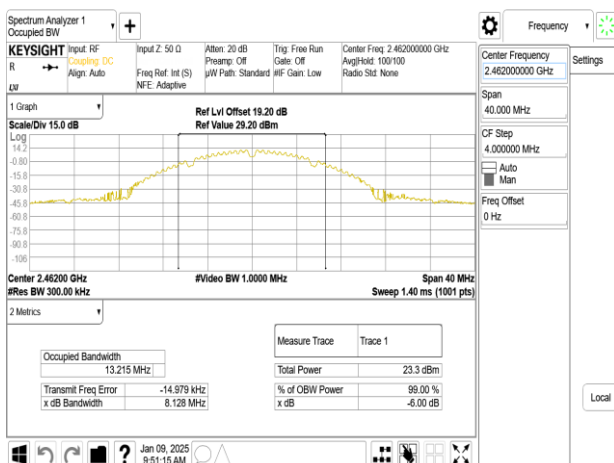 Spectrum Analyzer 1
Occupied BW
Frequency
KEYSIGHT
R
Input: RF
Coupling: DC
Align: Auto
Input Z: 50 Ω
Freq Ref: Int (S)
NFE: Adaptive
Atten: 20 dB
Preamp: Off
µW Path: Standard
Trig: Free Run
Gate: Off
#IF Gain: Low
Center Freq: 2.462000000 GHz
Avg|Hold: 100/100
Radio Std: None
Center Frequency
2.462000000 GHz
Settings
Span
40.000 MHz
CF Step
4.000000 MHz
Auto
Man
Freq Offset
0 Hz
Local
1 Graph
Scale/Div 15.0 dB
Ref Lvl Offset 19.20 dB
Ref Value 29.20 dBm
Log
14.2
-0.80
-15.8
-30.8
-45.8
-60.8
-75.8
-90.8
-106
Center 2.46200 GHz
#Res BW 300.00 kHz
#Video BW 1.0000 MHz
Span 40 MHz
Sweep 1.40 ms (1001 pts)
2 Metrics
Occupied Bandwidth
13.215 MHz
Transmit Freq Error -14.979 kHz
x dB Bandwidth 8.128 MHz
Measure Trace Trace 1
Total Power 23.3 dBm
% of OBW Power 99.00 %
x dB -6.00 dB
Jan 09, 2025
9:51:15 AM